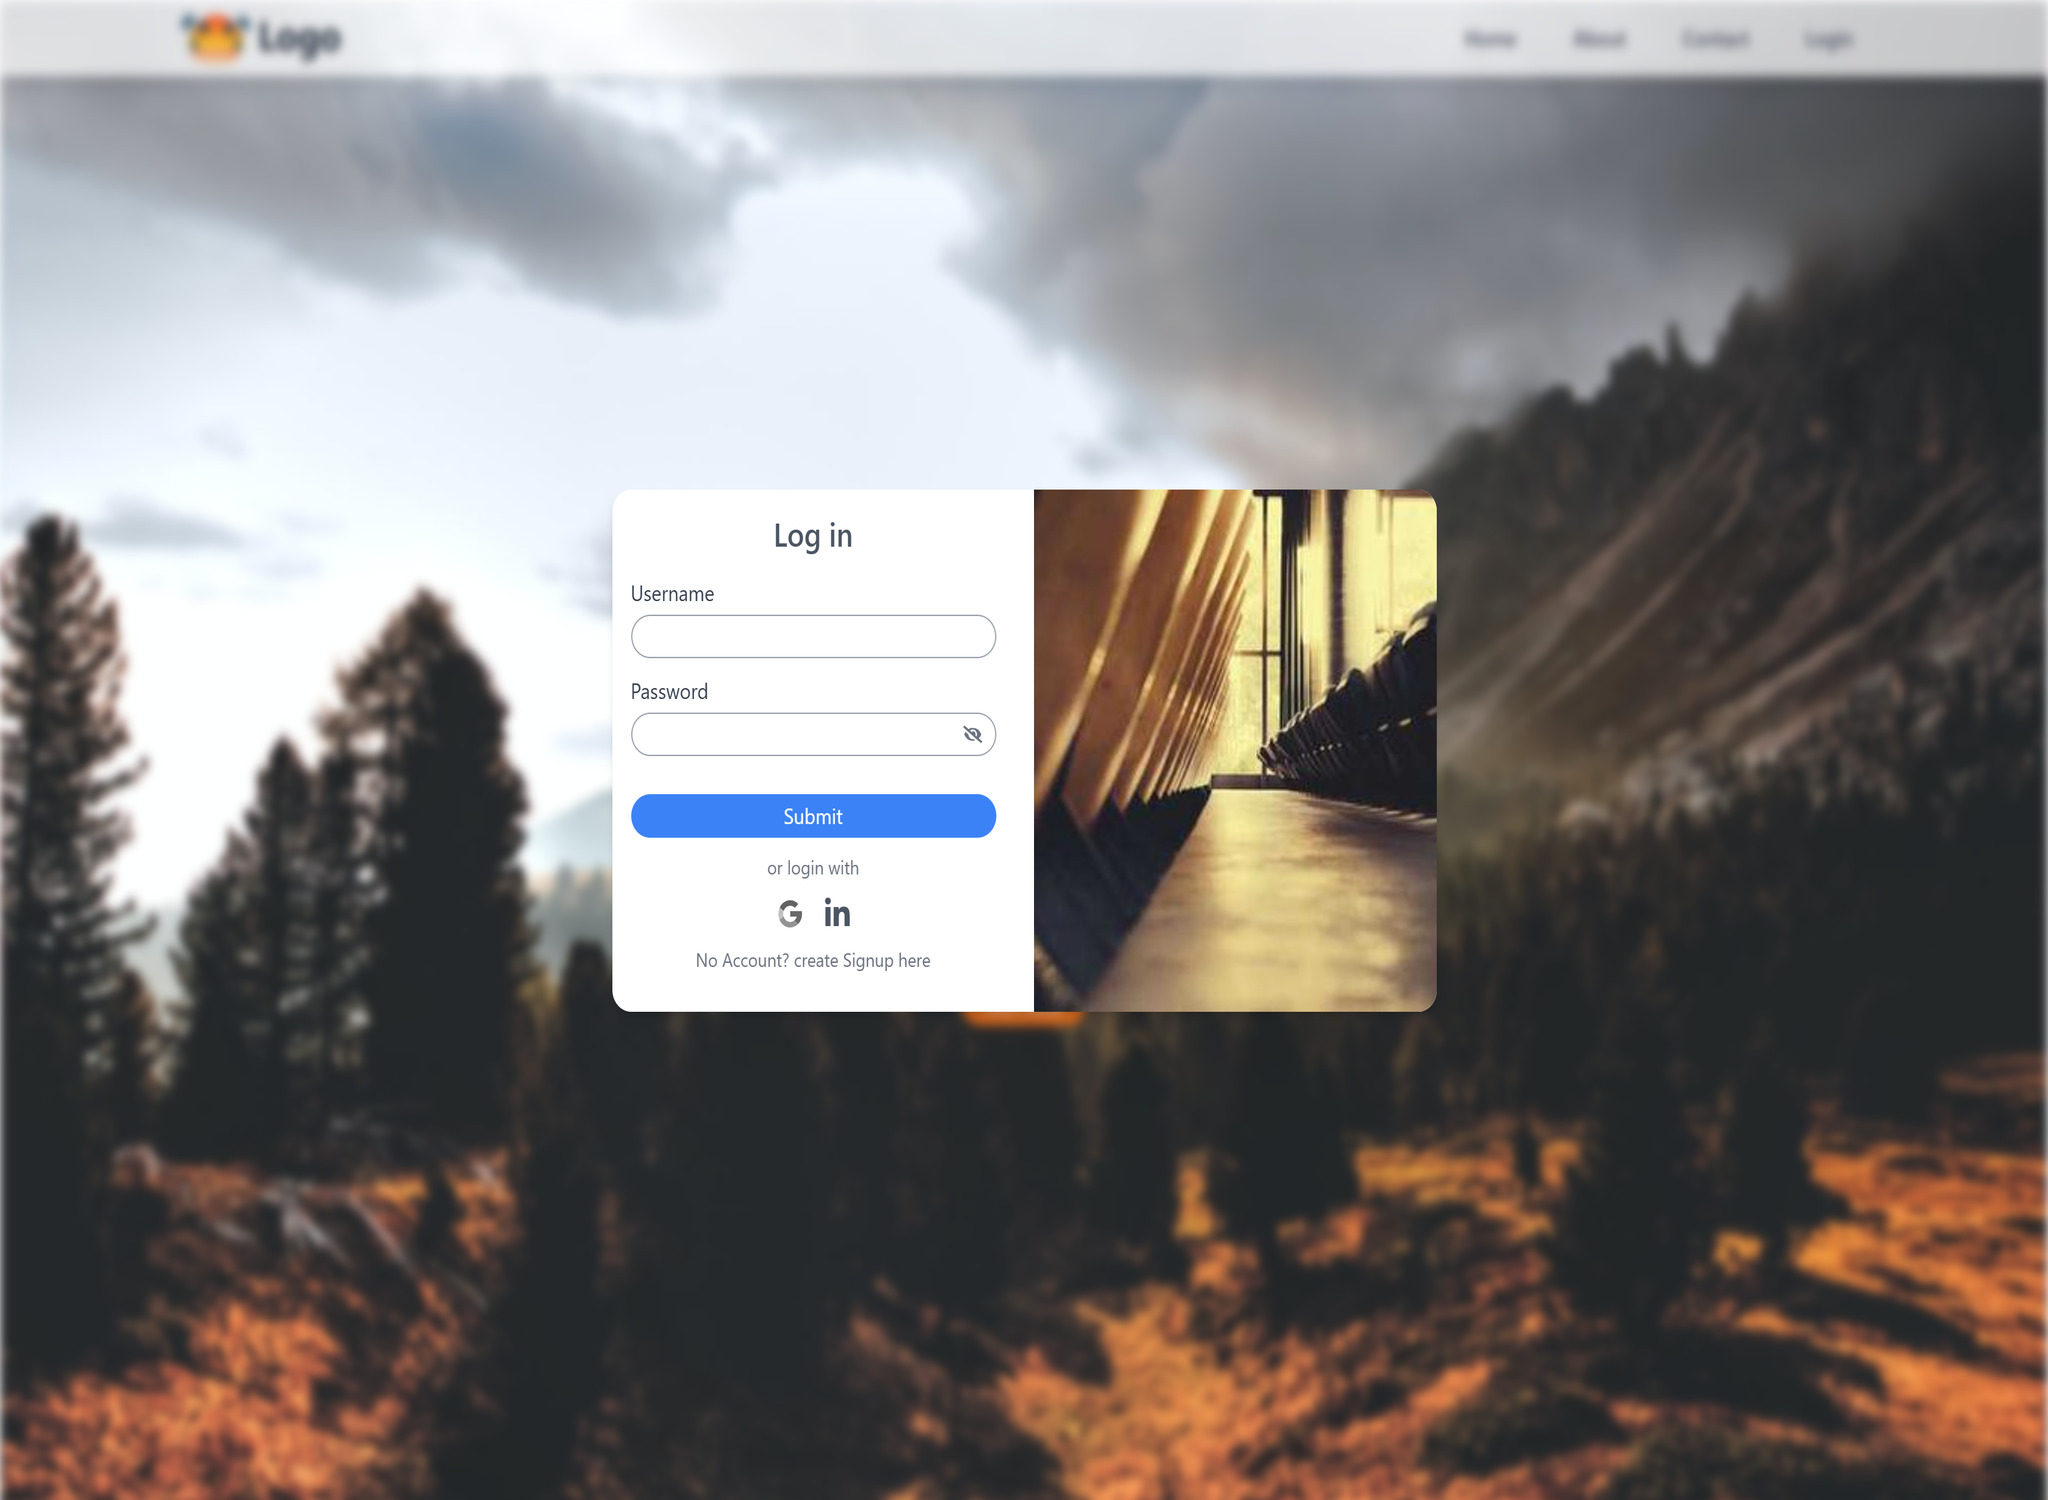 Logo
Home About Contact Login
Log in
Username
Password
Submit
or login with
G in
No Account? create Signup here